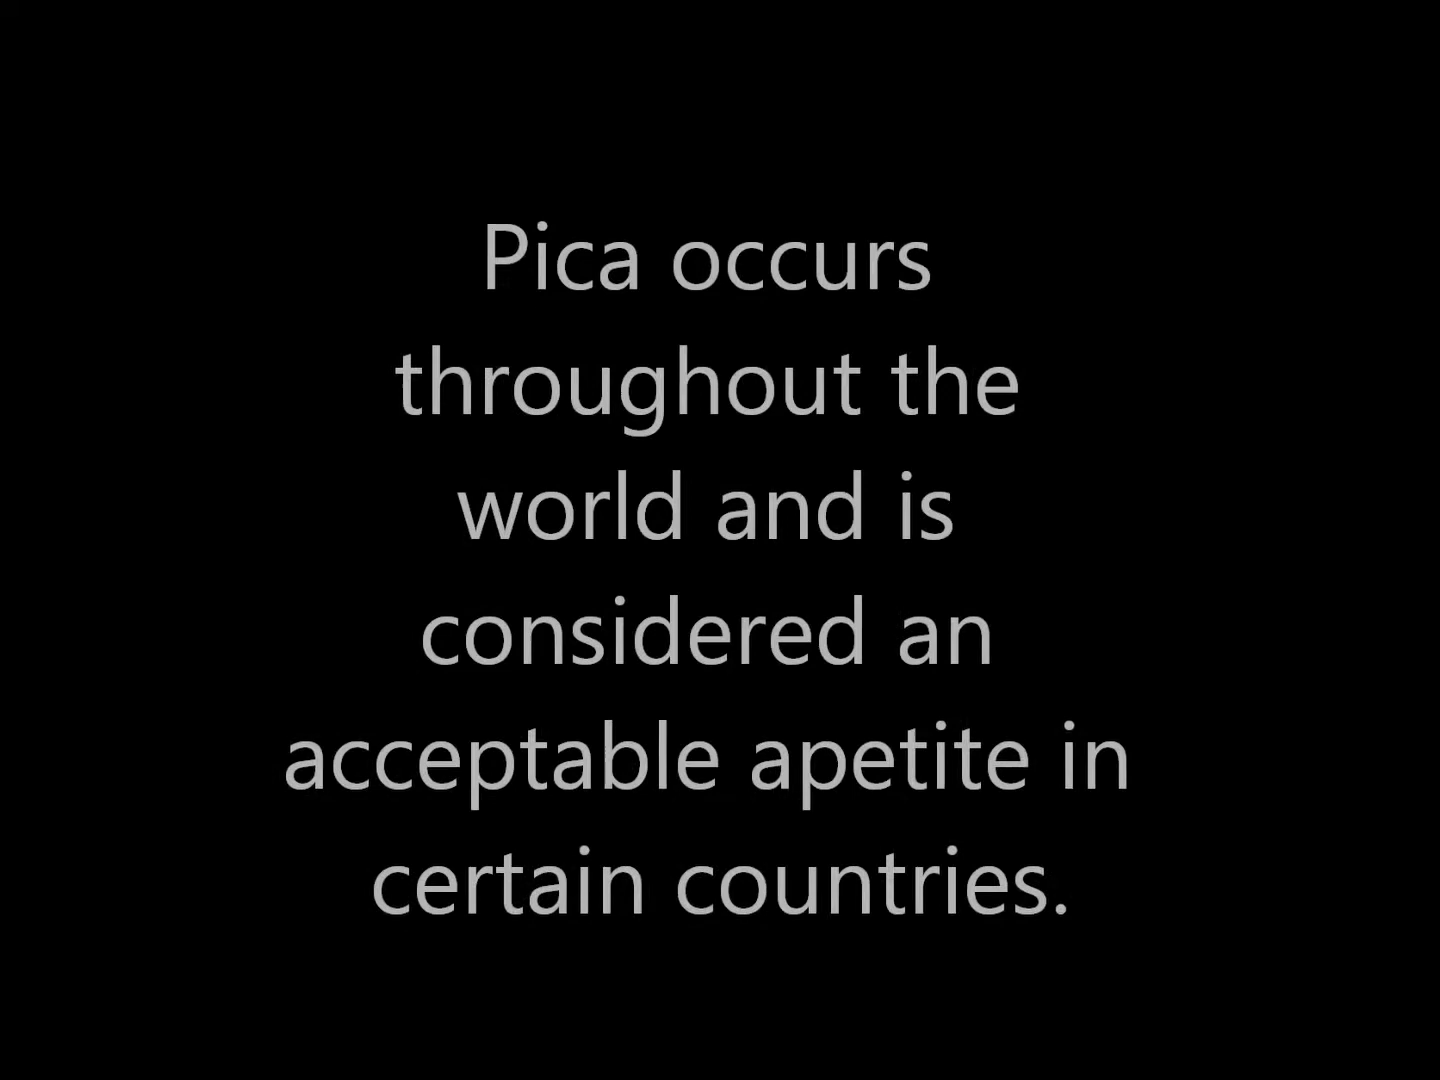 Pica occurs
throughout the
world and is
considered an
acceptable apetite in
certain countries.